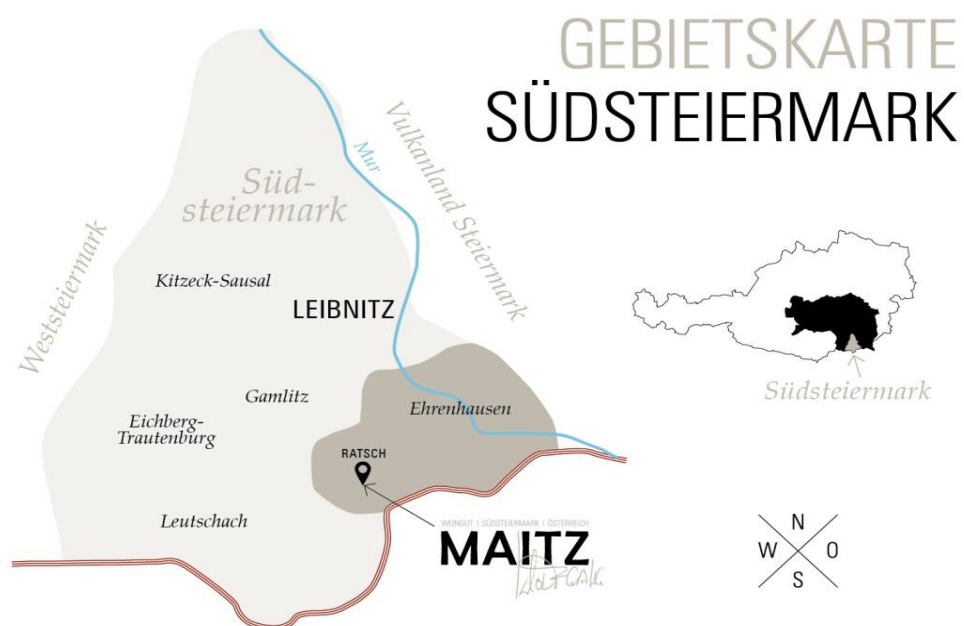 GEBIETSKARTE
SÜDSTEIERMARK
Mur
Vulkanland Steiermark
Süd-
steiermark
Weststeiermark
Kitzeck-Sausal
LEIBNITZ
Gamlitz
Ehrenhausen
Eichberg-
Trautenburg
RATSCH
Leutschach
Südsteiermark
WEINGUT | SÜDSTEIERMARK | ÖSTERREICH
MAITZ
WOLFGANG
N
W O
S